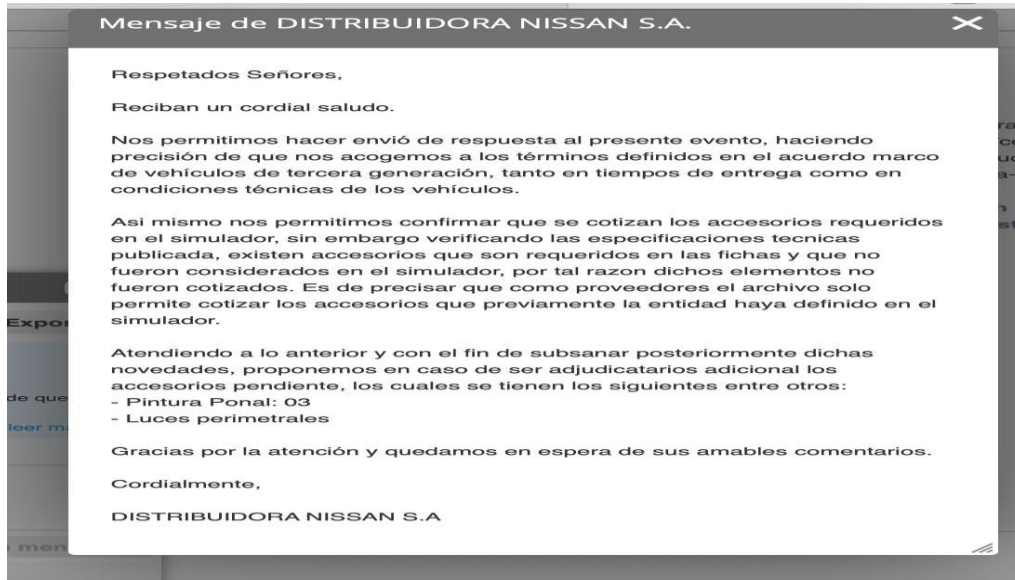 Mensaje de DISTRIBUIDORA NISSAN S.A.
Respetados Señores,
Reciban un cordial saludo.
Nos permitimos hacer envió de respuesta al presente evento, haciendo
precisión de que nos acogemos a los términos definidos en el acuerdo marco
de vehículos de tercera generación, tanto en tiempos de entrega como en
condiciones técnicas de los vehículos.
Asi mismo nos permitimos confirmar que se cotizan los accesorios requeridos
en el simulador, sin embargo verificando las especificaciones tecnicas
publicada, existen accesorios que son requeridos en las fichas y que no
fueron considerados en el simulador, por tal razon dichos elementos no
fueron cotizados. Es de precisar que como proveedores el archivo solo
permite cotizar los accesorios que previamente la entidad haya definido en el
simulador.
Atendiendo a lo anterior y con el fin de subsanar posteriormente dichas
novedades, proponemos en caso de ser adjudicatarios adicional los
accesorios pendiente, los cuales se tienen los siguientes entre otros:
- Pintura Ponal: 03
- Luces perimetrales
Gracias por la atención y quedamos en espera de sus amables comentarios.
Cordialmente,
DISTRIBUIDORA NISSAN S.A
Expor
de que
leer m
men